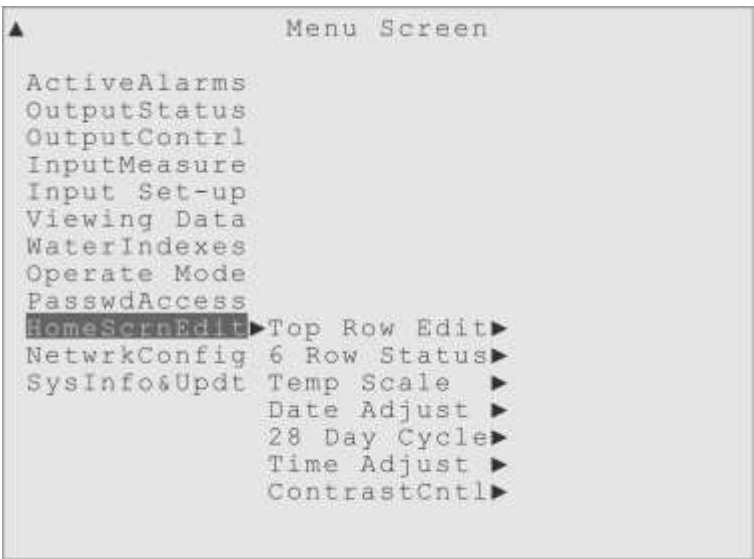 ▲ Menu Screen
ActiveAlarms
OutputStatus
OutputContrl
InputMeasure
Input Set-up
Viewing Data
WaterIndexes
Operate Mode
PasswdAccess
HomeScrnEdit▶Top Row Edit▶
NetwrkConfig 6 Row Status▶
SysInfo&Updt Temp Scale ▶
Date Adjust ▶
28 Day Cycle▶
Time Adjust ▶
ContrastCntl▶